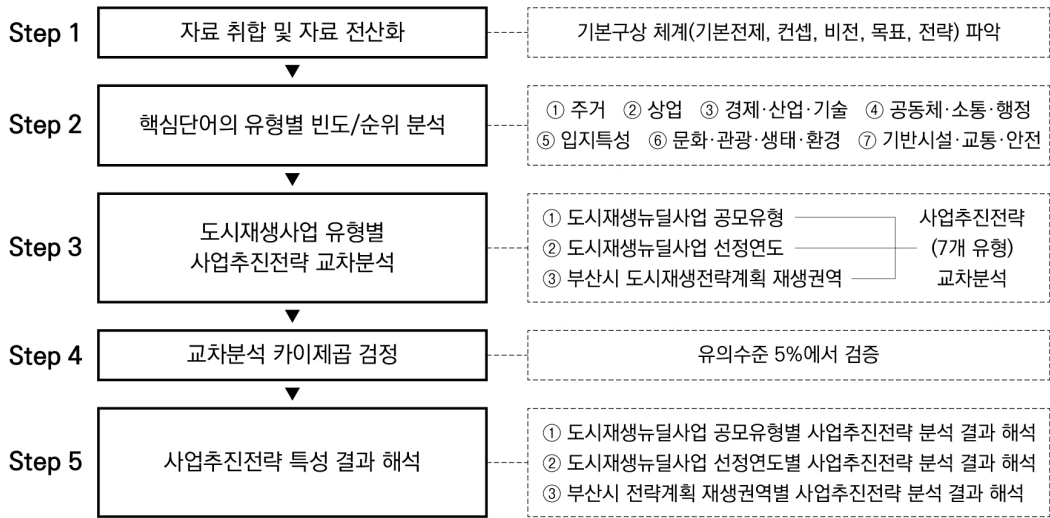 Step 1
자료 취합 및 자료 전산화
기본구상 체계(기본전제, 컨셉, 비전, 목표, 전략) 파악
▼
Step 2
핵심단어의 유형별 빈도/순위 분석
① 주거 ② 상업 ③ 경제·산업·기술 ④ 공동체·소통·행정
⑤ 입지특성 ⑥ 문화·관광·생태·환경 ⑦ 기반시설·교통·안전
▼
Step 3
도시재생사업 유형별
사업추진전략 교차분석
① 도시재생뉴딜사업 공모유형
② 도시재생뉴딜사업 선정연도
③ 부산시 도시재생전략계획 재생권역
사업추진전략
(7개 유형)
교차분석
▼
Step 4
교차분석 카이제곱 검정
유의수준 5%에서 검증
▼
Step 5
사업추진전략 특성 결과 해석
① 도시재생뉴딜사업 공모유형별 사업추진전략 분석 결과 해석
② 도시재생뉴딜사업 선정연도별 사업추진전략 분석 결과 해석
③ 부산시 전략계획 재생권역별 사업추진전략 분석 결과 해석